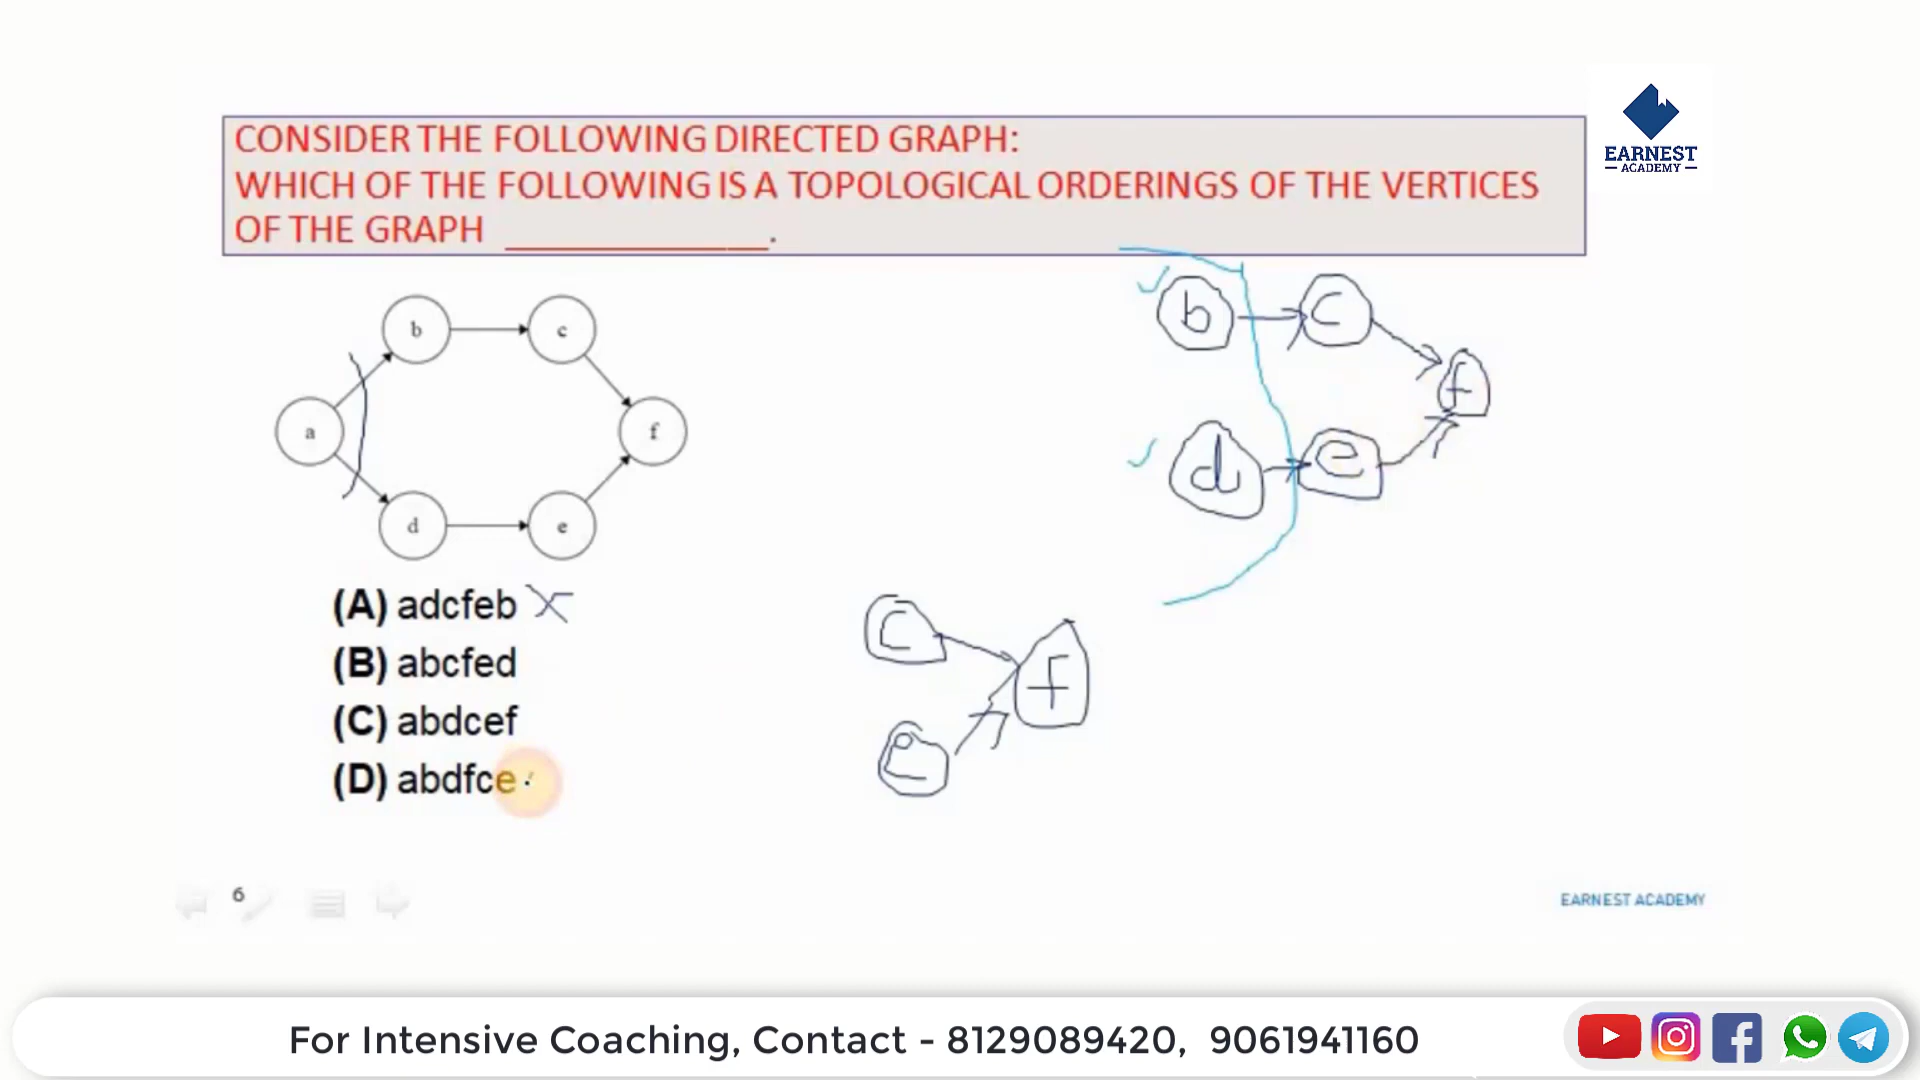 CONSIDER THE FOLLOWING DIRECTED GRAPH:
WHICH OF THE FOLLOWING IS A TOPOLOGICAL ORDERINGS OF THE VERTICES
OF THE GRAPH ______________.
EARNEST
ACADEMY
b
c
a
f
d
e
b
c
f
d
e
(A) adcfeb X
(B) abcfed
(C) abdcef
(D) abdfce
c
f
e
6
EARNEST ACADEMY
For Intensive Coaching, Contact - 8129089420, 9061941160